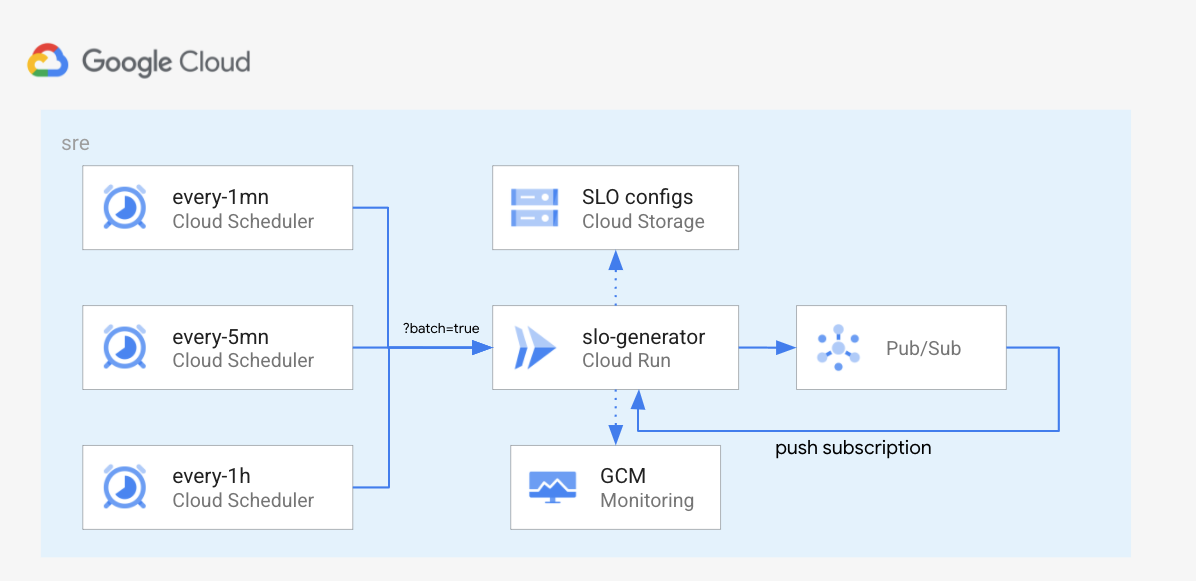 Google Cloud
sre
every-1mn
Cloud Scheduler
SLO configs
Cloud Storage
every-5mn
Cloud Scheduler
?batch=true
slo-generator
Cloud Run
Pub/Sub
push subscription
every-1h
Cloud Scheduler
GCM
Monitoring